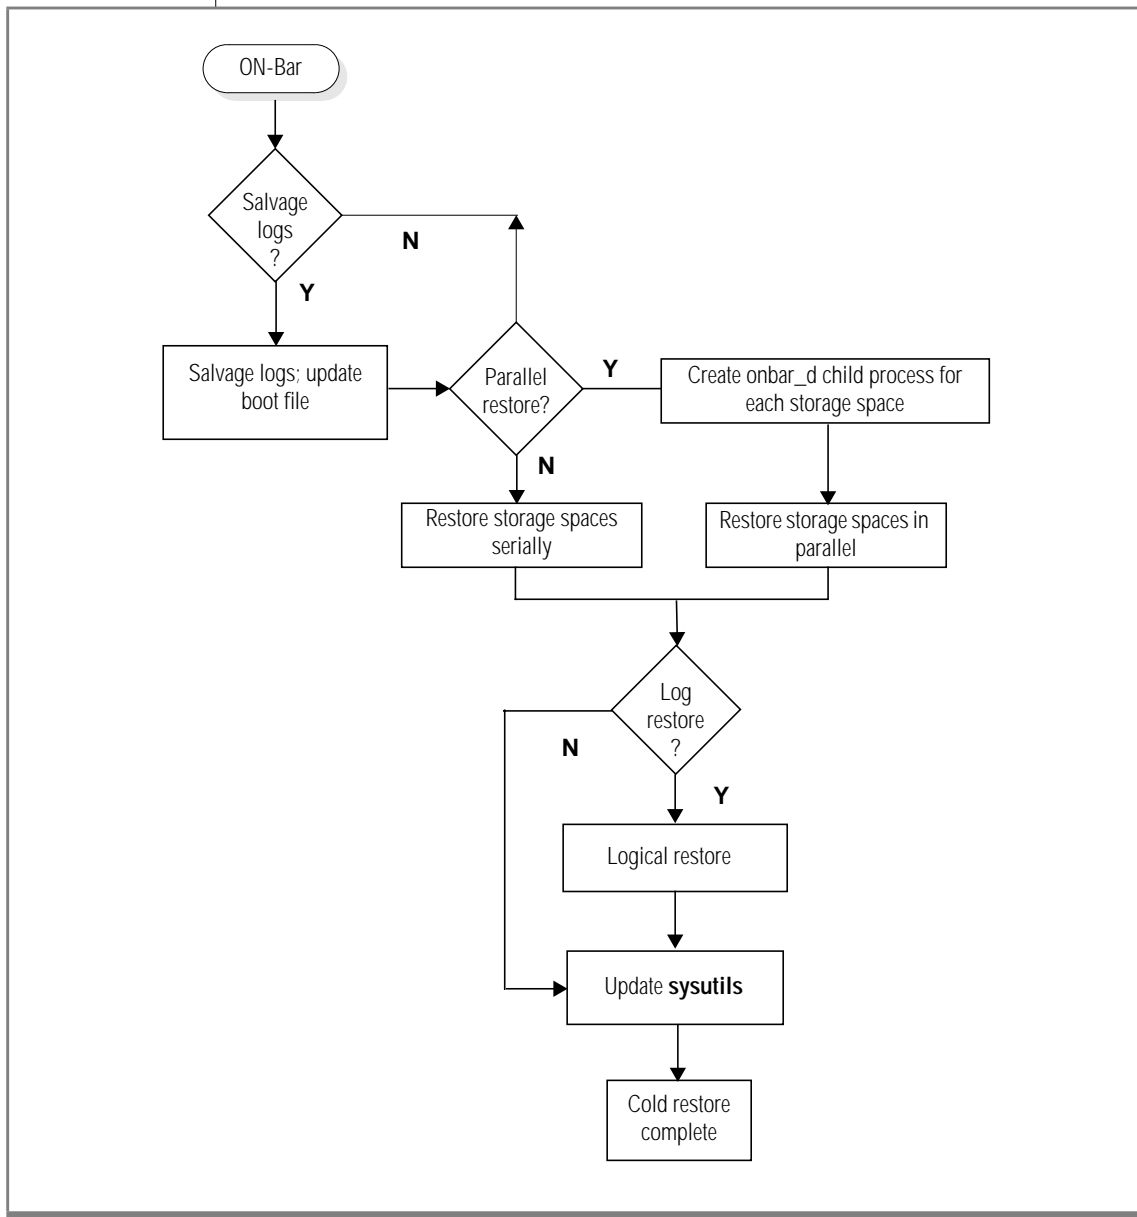 ON-Bar
Salvage
logs
?
N
Y
Salvage logs; update
boot file
Parallel
restore?
Y
Create onbar_d child process for
each storage space
N
Restore storage spaces
serially
Restore storage spaces in
parallel
Log
restore
?
N
Y
Logical restore
Update sysutils
Cold restore
complete